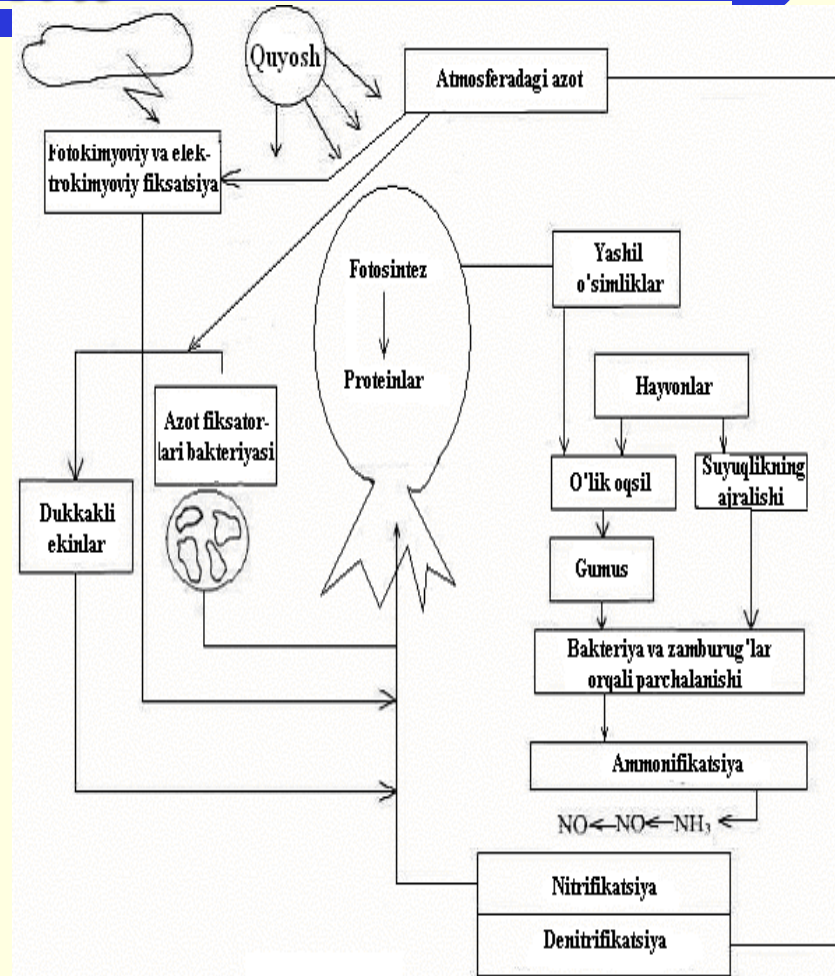 Quyosh
Atmosferadagi azot
Fotokimyoviy va elek-
trokimyoviy fiksatsiya
Fotosintez
Proteinlar
Yashil
o'simliklar
Hayvonlar
Azot fiksator-
lari bakteriyasi
O'lik oqsil
Suyuqlikning
ajralishi
Dukkakli
ekinlar
Gumus
Bakteriya va zamburug'lar
orqali parchalanishi
Ammonifikatsiya
NO←NO←NH₃
Nitrifikatsiya
Denitrifikatsiya